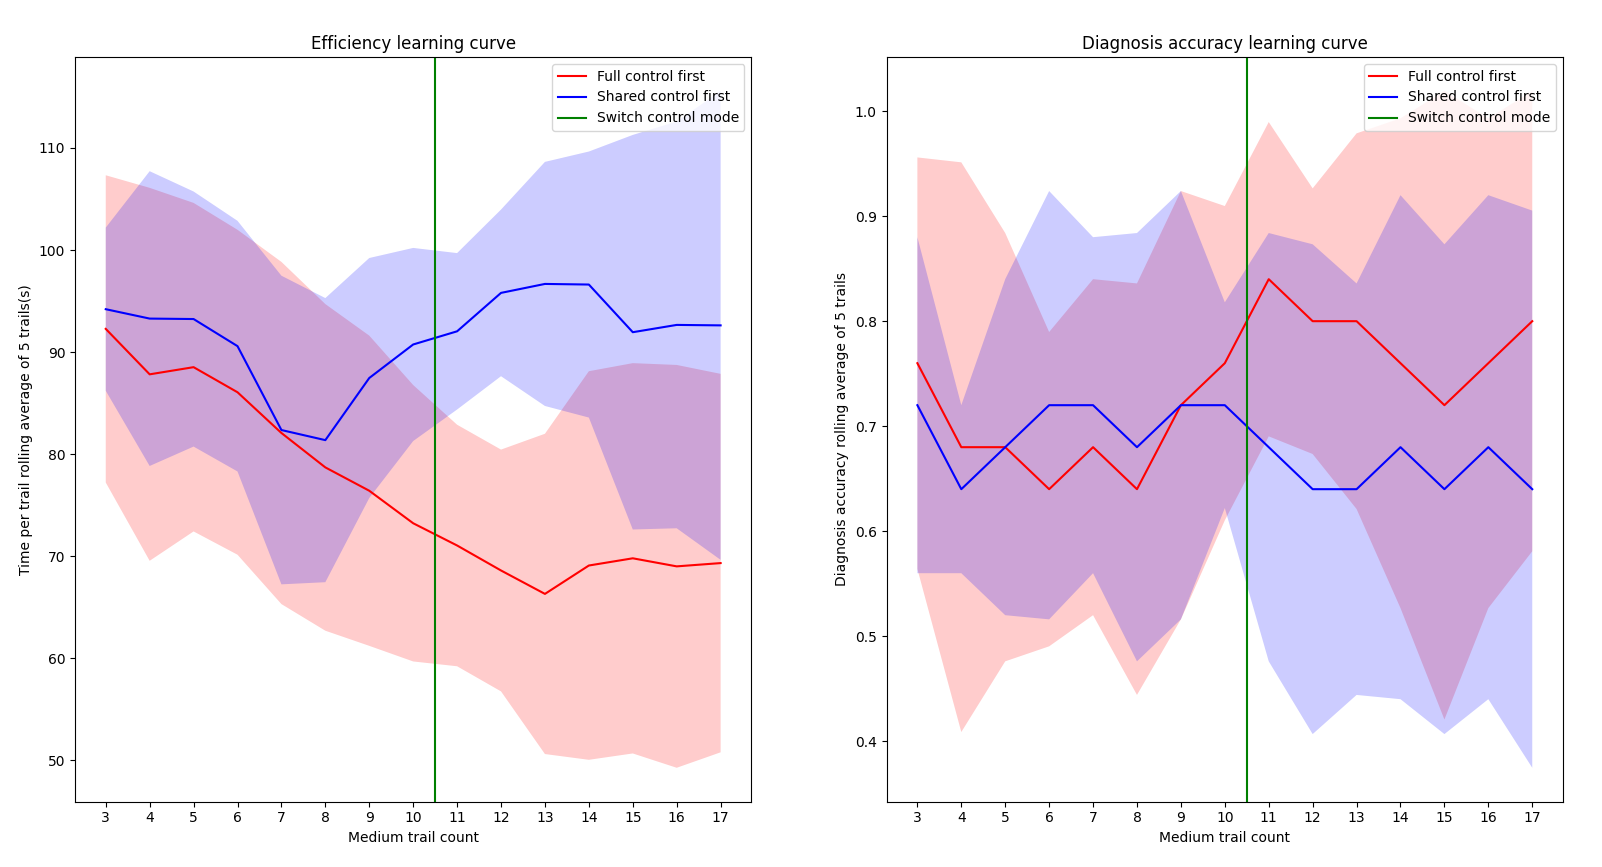 Efficiency learning curve
Full control first
Shared control first
Switch control mode
Time per trail rolling average of 5 trails(s)
110
100
90
80
70
60
50
3 4 5 6 7 8 9 10 11 12 13 14 15 16 17
Medium trail count
Diagnosis accuracy learning curve
Full control first
Shared control first
Switch control mode
Diagnosis accuracy rolling average of 5 trails
1.0
0.9
0.8
0.7
0.6
0.5
0.4
3 4 5 6 7 8 9 10 11 12 13 14 15 16 17
Medium trail count